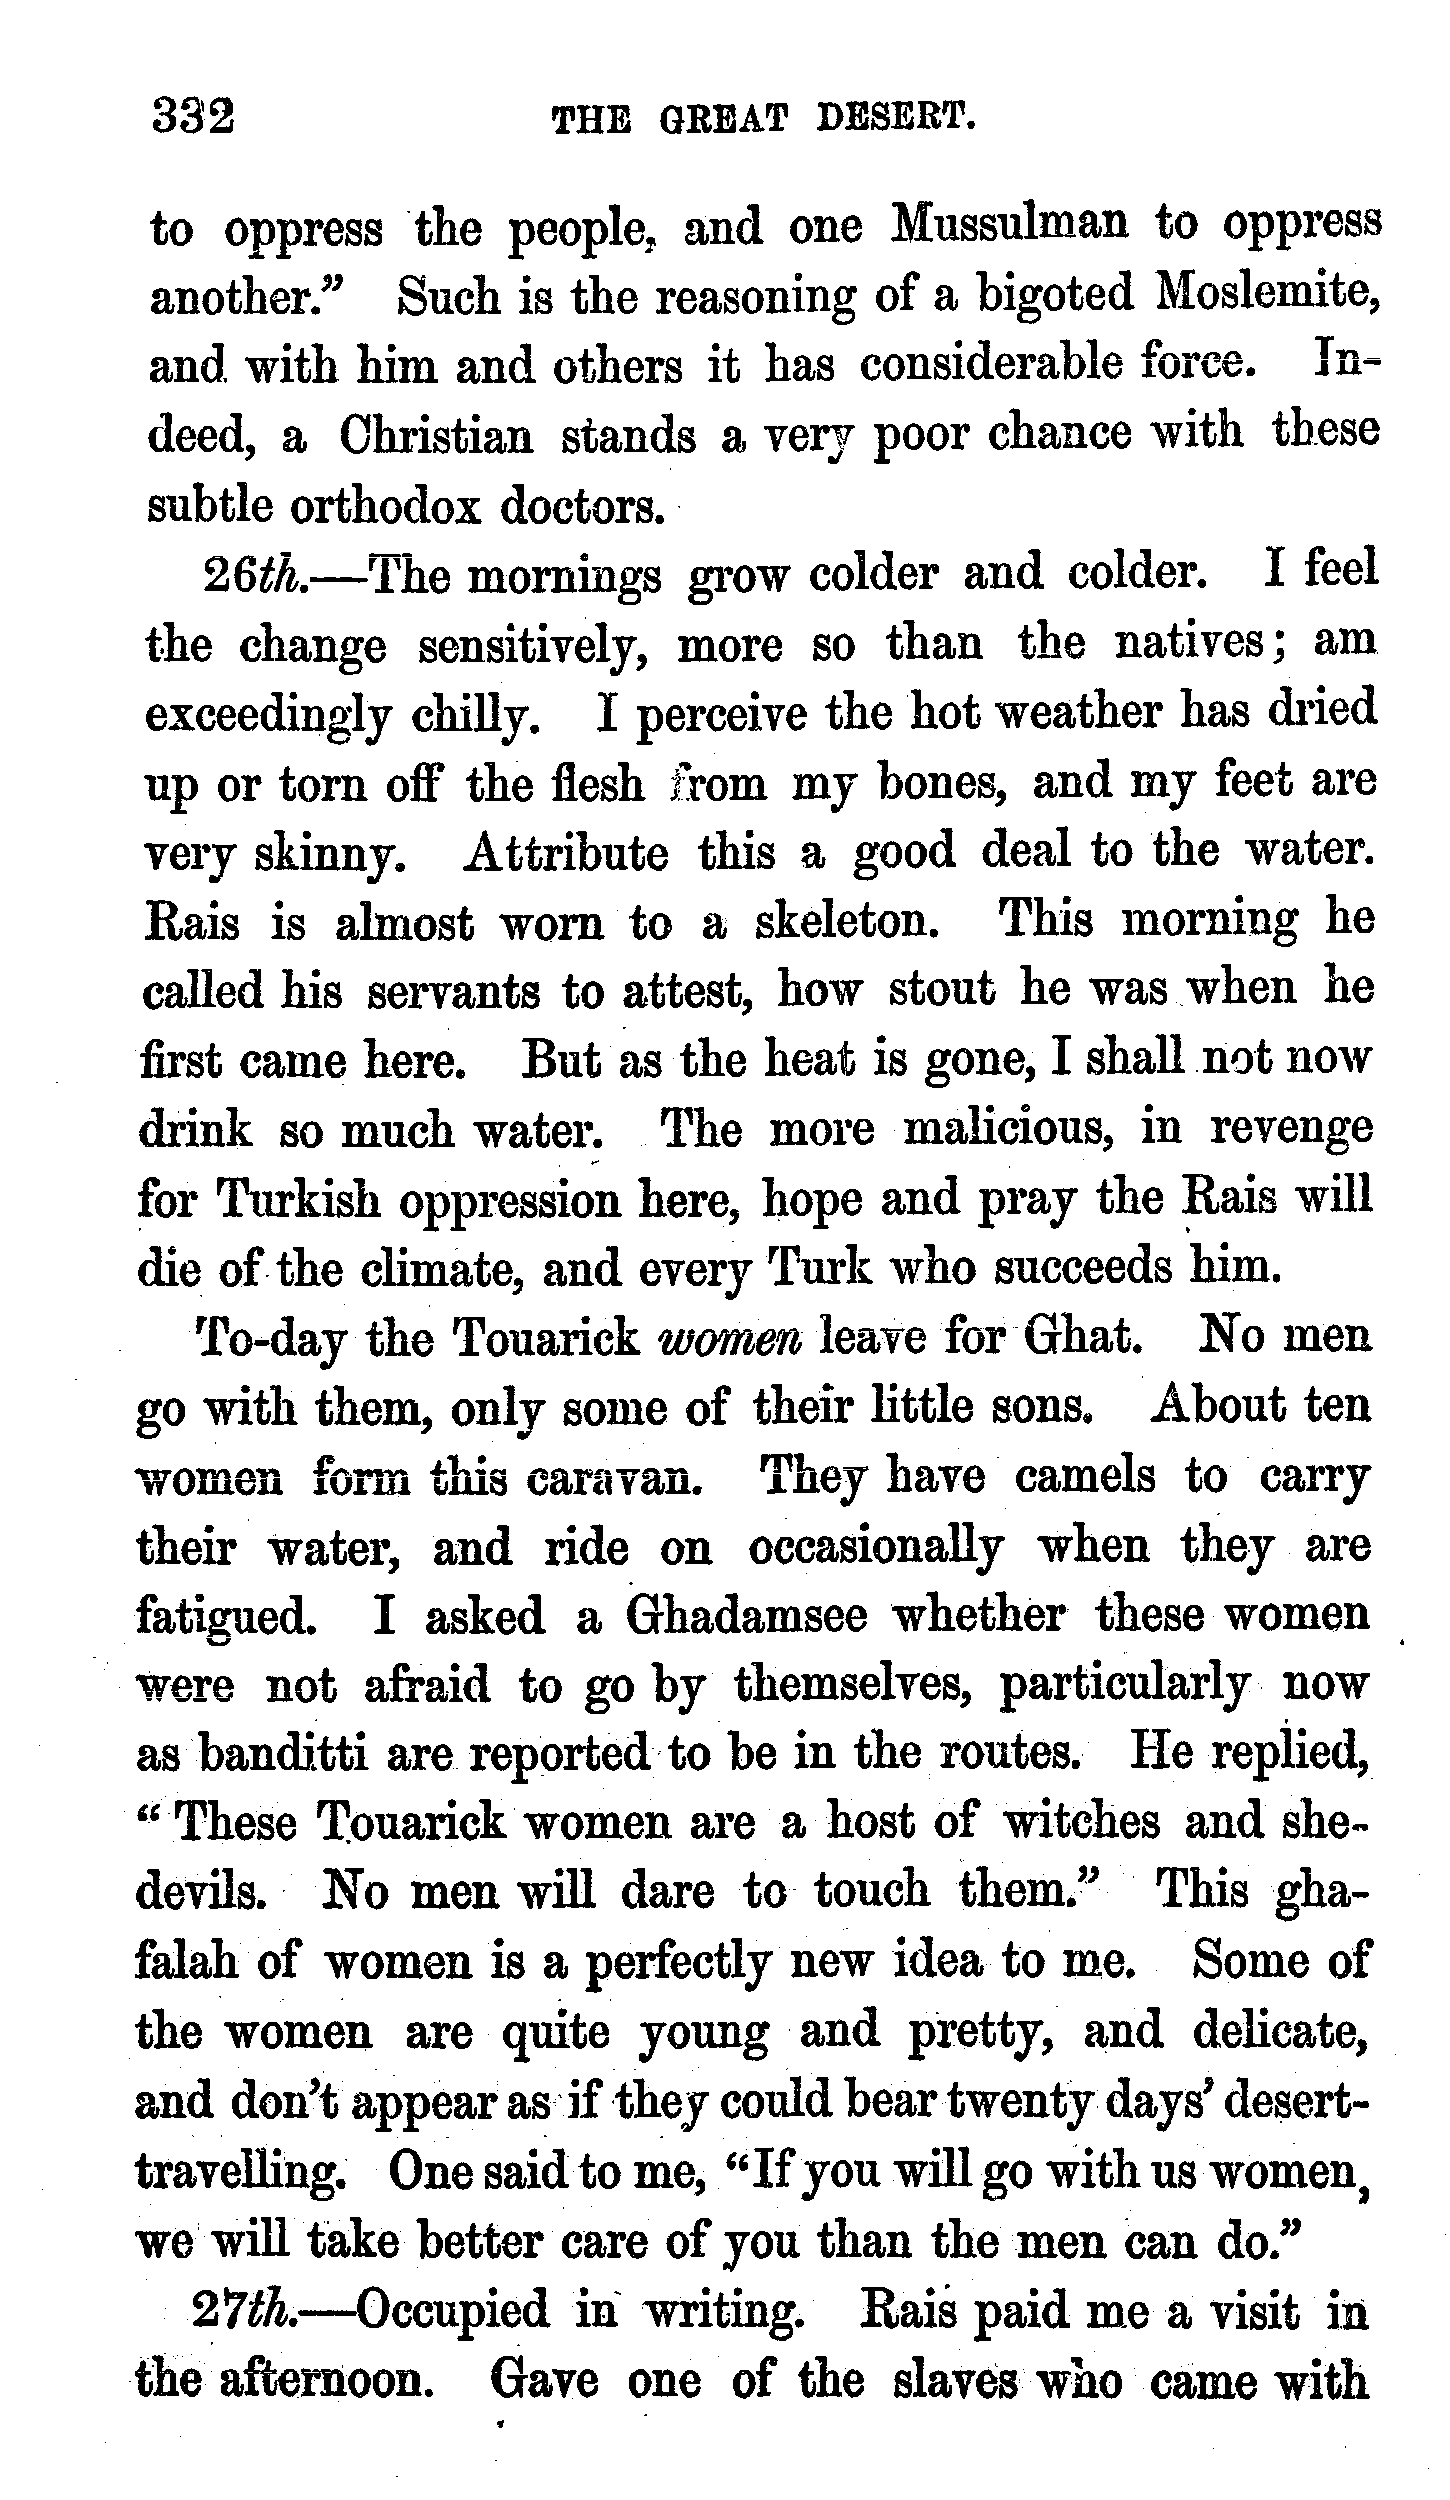 332 THE GREAT DESERT.
to oppress the people, and one Mussulman to oppress
another." Such is the reasoning of a bigoted Moslemite,
and with him and others it has considerable force. In-
deed, a Christian stands a very poor chance with these
subtle orthodox doctors.
26th.—The mornings grow colder and colder. I feel
the change sensitively, more so than the natives; am
exceedingly chilly. I perceive the hot weather has dried
up or torn off the flesh from my bones, and my feet are
very skinny. Attribute this a good deal to the water.
Rais is almost worn to a skeleton. This morning he
called his servants to attest, how stout he was when he
first came here. But as the heat is gone, I shall not now
drink so much water. The more malicious, in revenge
for Turkish oppression here, hope and pray the Rais will
die of the climate, and every Turk who succeeds him.
To-day the Touarick women leave for Ghat. No men
go with them, only some of their little sons. About ten
women form this caravan. They have camels to carry
their water, and ride on occasionally when they are
fatigued. I asked a Ghadamsee whether these women
were not afraid to go by themselves, particularly now
as banditti are reported to be in the routes. He replied,
"These Touarick women are a host of witches and she-
devils. No men will dare to touch them." This gha-
falah of women is a perfectly new idea to me. Some of
the women are quite young and pretty, and delicate,
and don't appear as if they could bear twenty days' desert-
travelling. One said to me, "If you will go with us women,
we will take better care of you than the men can do."
27th.—Occupied in writing. Rais paid me a visit in
the afternoon. Gave one of the slaves who came with